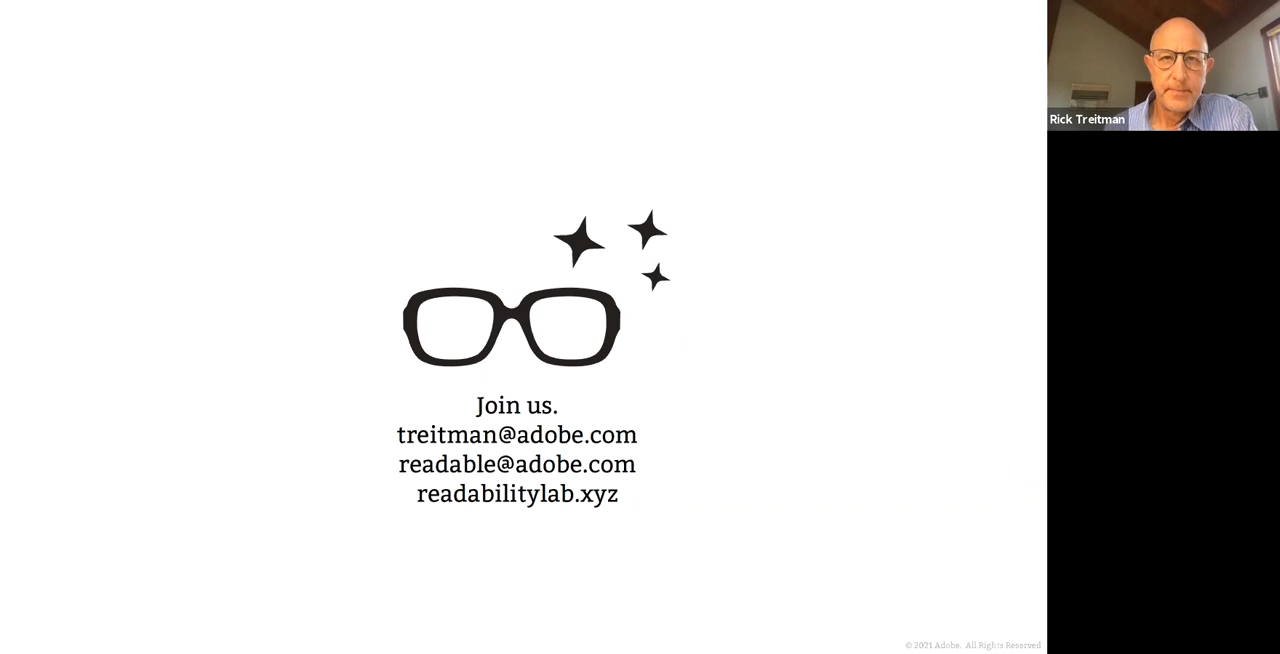 Rick Treitman
Join us.
treitman@adobe.com
readable@adobe.com
readabilitylab.xyz
© 2021 Adobe. All Rights Reserved